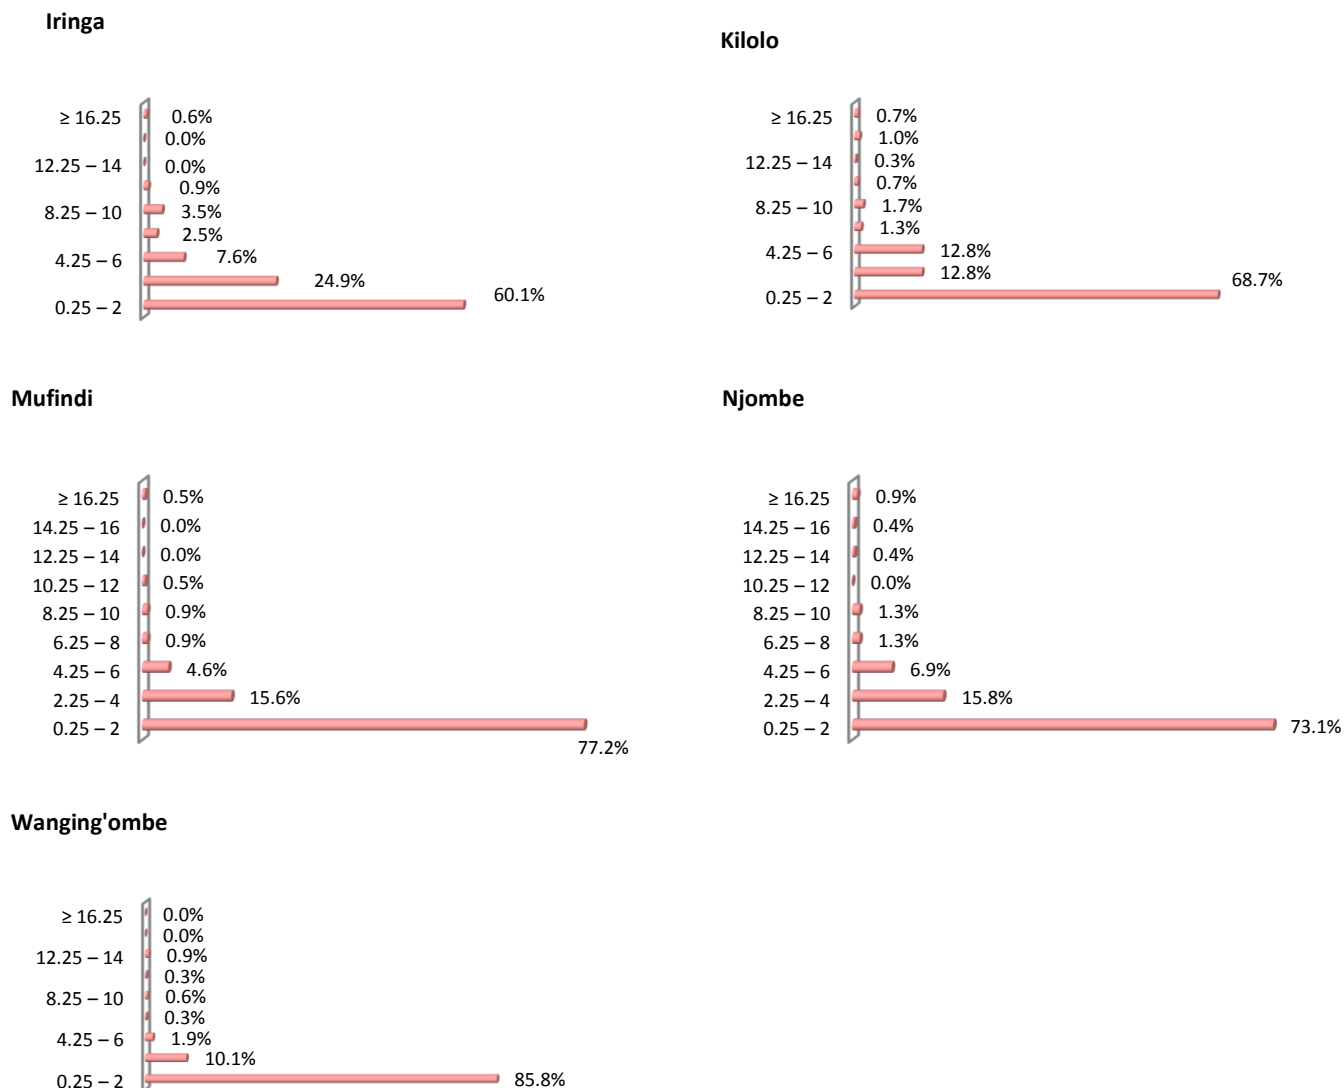 Iringa
≥ 16.25 0.6%
0.0%
12.25 – 14 0.0%
0.9%
8.25 – 10 3.5%
2.5%
4.25 – 6 7.6%
24.9%
0.25 – 2 60.1%
Kilolo
≥ 16.25 0.7%
1.0%
12.25 – 14 0.3%
0.7%
8.25 – 10 1.7%
1.3%
4.25 – 6 12.8%
12.8%
0.25 – 2 68.7%
Mufindi
≥ 16.25 0.5%
14.25 – 16 0.0%
12.25 – 14 0.0%
10.25 – 12 0.5%
8.25 – 10 0.9%
6.25 – 8 0.9%
4.25 – 6 4.6%
2.25 – 4 15.6%
0.25 – 2 77.2%
Njombe
≥ 16.25 0.9%
14.25 – 16 0.4%
12.25 – 14 0.4%
10.25 – 12 0.0%
8.25 – 10 1.3%
6.25 – 8 1.3%
4.25 – 6 6.9%
2.25 – 4 15.8%
0.25 – 2 73.1%
Wanging'ombe
≥ 16.25 0.0%
0.0%
12.25 – 14 0.9%
0.3%
8.25 – 10 0.6%
0.3%
4.25 – 6 1.9%
10.1%
0.25 – 2 85.8%